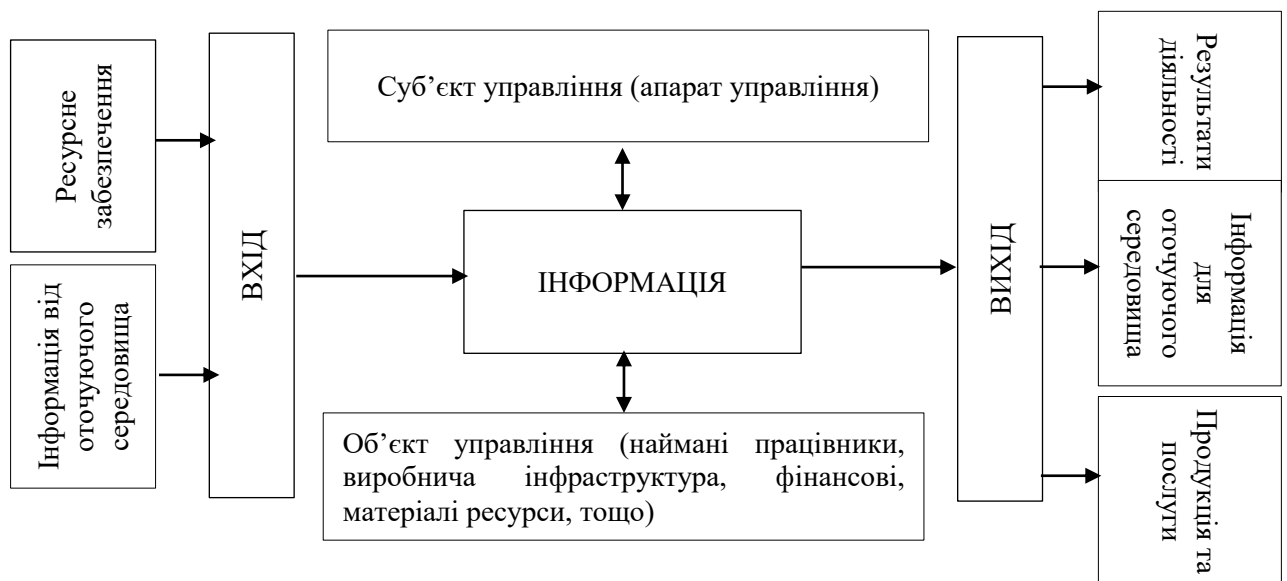 Ресурсне
забезпечення
Інформація від
оточуючого
середовища
ВХІД
Суб’єкт управління (апарат управління)
ІНФОРМАЦІЯ
Об’єкт управління (наймані працівники,
виробнича інфраструктура, фінансові,
матеріалі ресурси, тощо)
ВИХІД
Результати
діяльності
Інформація
для
оточуючого
середовища
Продукція та
послуги